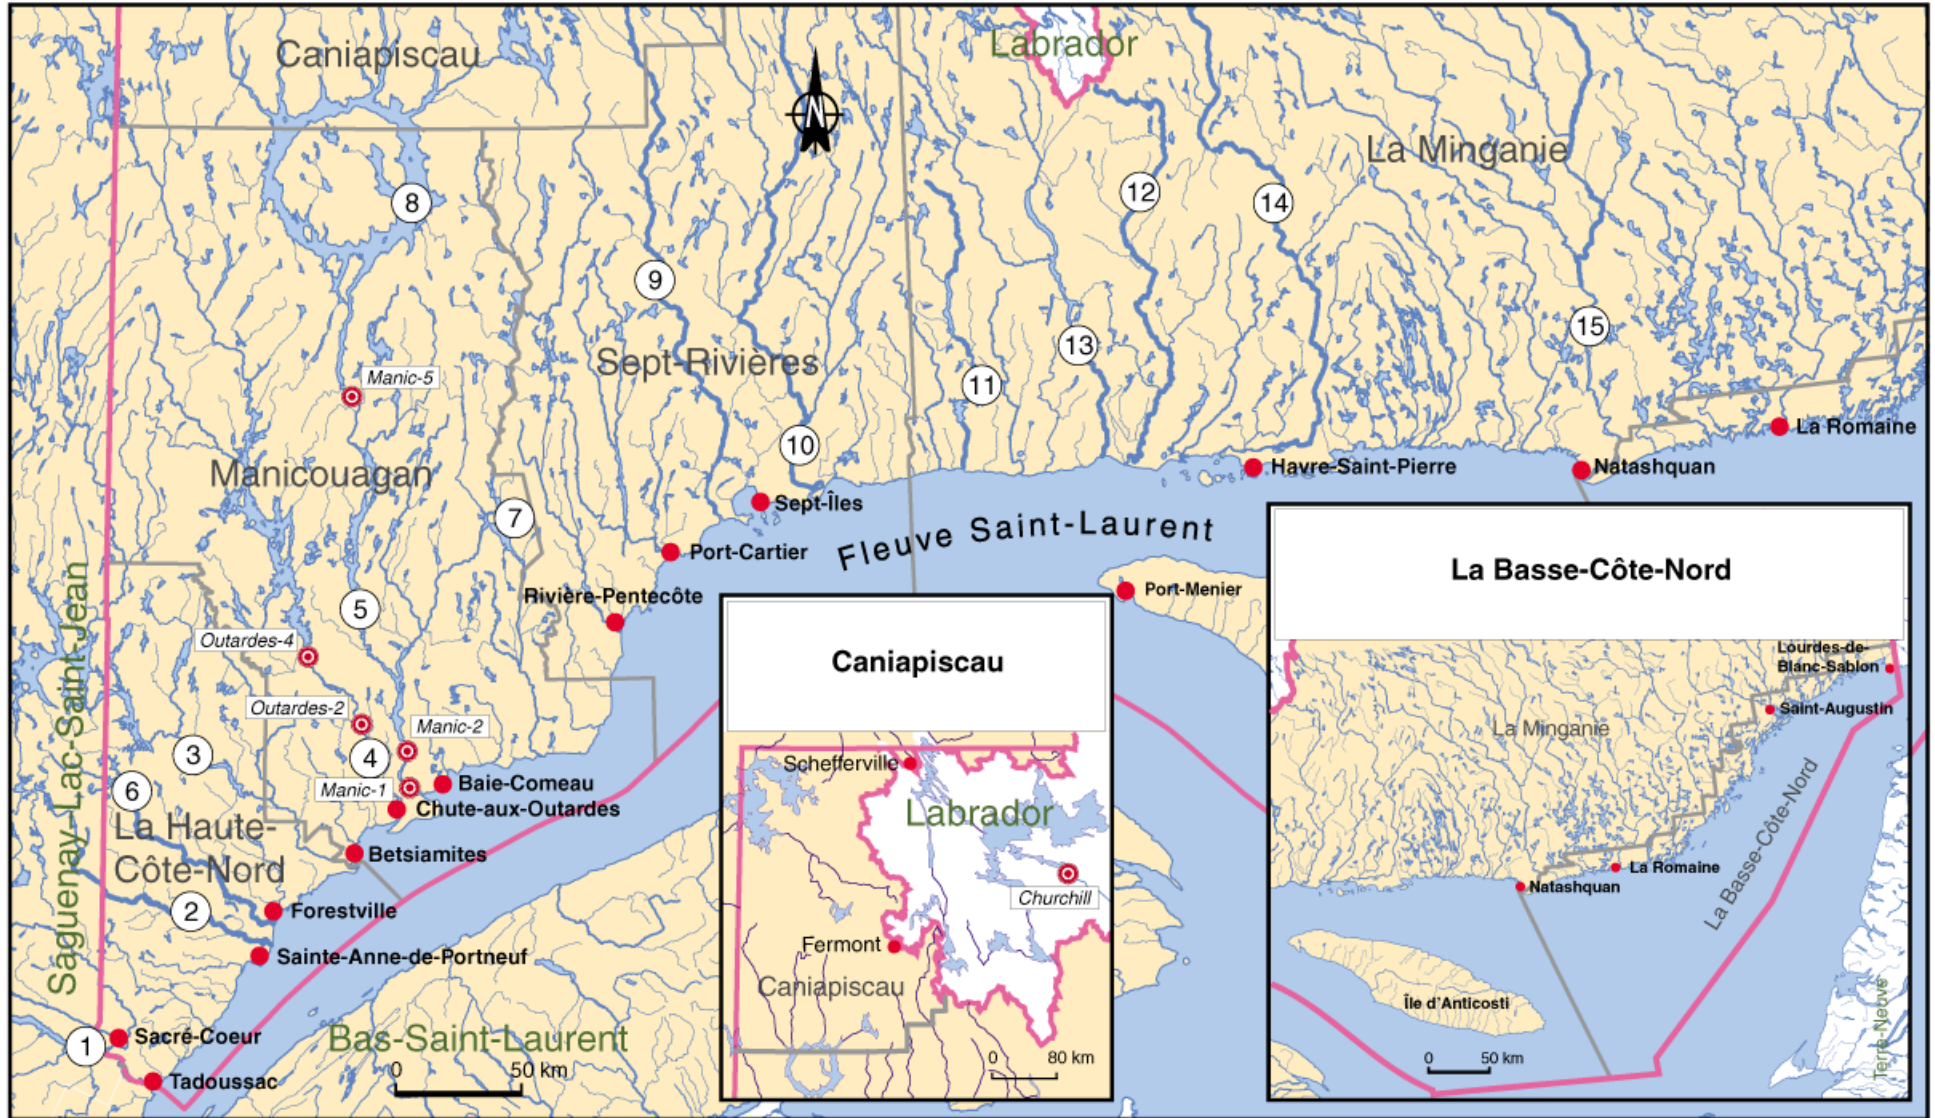 Caniapiscau
Labrador
N
La Minganie
8
12
14
9
15
Sept-Rivières
13
Manic-5
11
10
La Romaine
Manicouagan
Havre-Saint-Pierre
Natashquan
Sept-Îles
7
Fleuve Saint-Laurent
Port-Cartier
Port-Menier
Rivière-Pentecôte
5
Outardes-4
Outardes-2
Manic-2
3
4
Manic-1
Baie-Comeau
6
Chute-aux-Outardes
La Haute-
Côte-Nord
Betsiamites
2
Forestville
Sainte-Anne-de-Portneuf
Saguenay-Lac-Saint-Jean
1
Sacré-Coeur
Bas-Saint-Laurent
Tadoussac
0 50 km
Caniapiscau
Schefferville
Labrador
Churchill
Fermont
Caniapiscau
0 80 km
La Basse-Côte-Nord
Lourdes-de-
Blanc-Sablon
Saint-Augustin
La Minganie
La Romaine
Natashquan
La Basse-Côte-Nord
Île d'Anticosti
0 50 km
Terre-Neuve